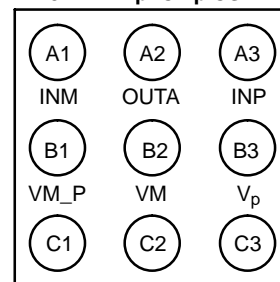 A1 A2 A3
INM OUTA INP
B1 B2 B3
VM_P VM Vp
C1 C2 C3